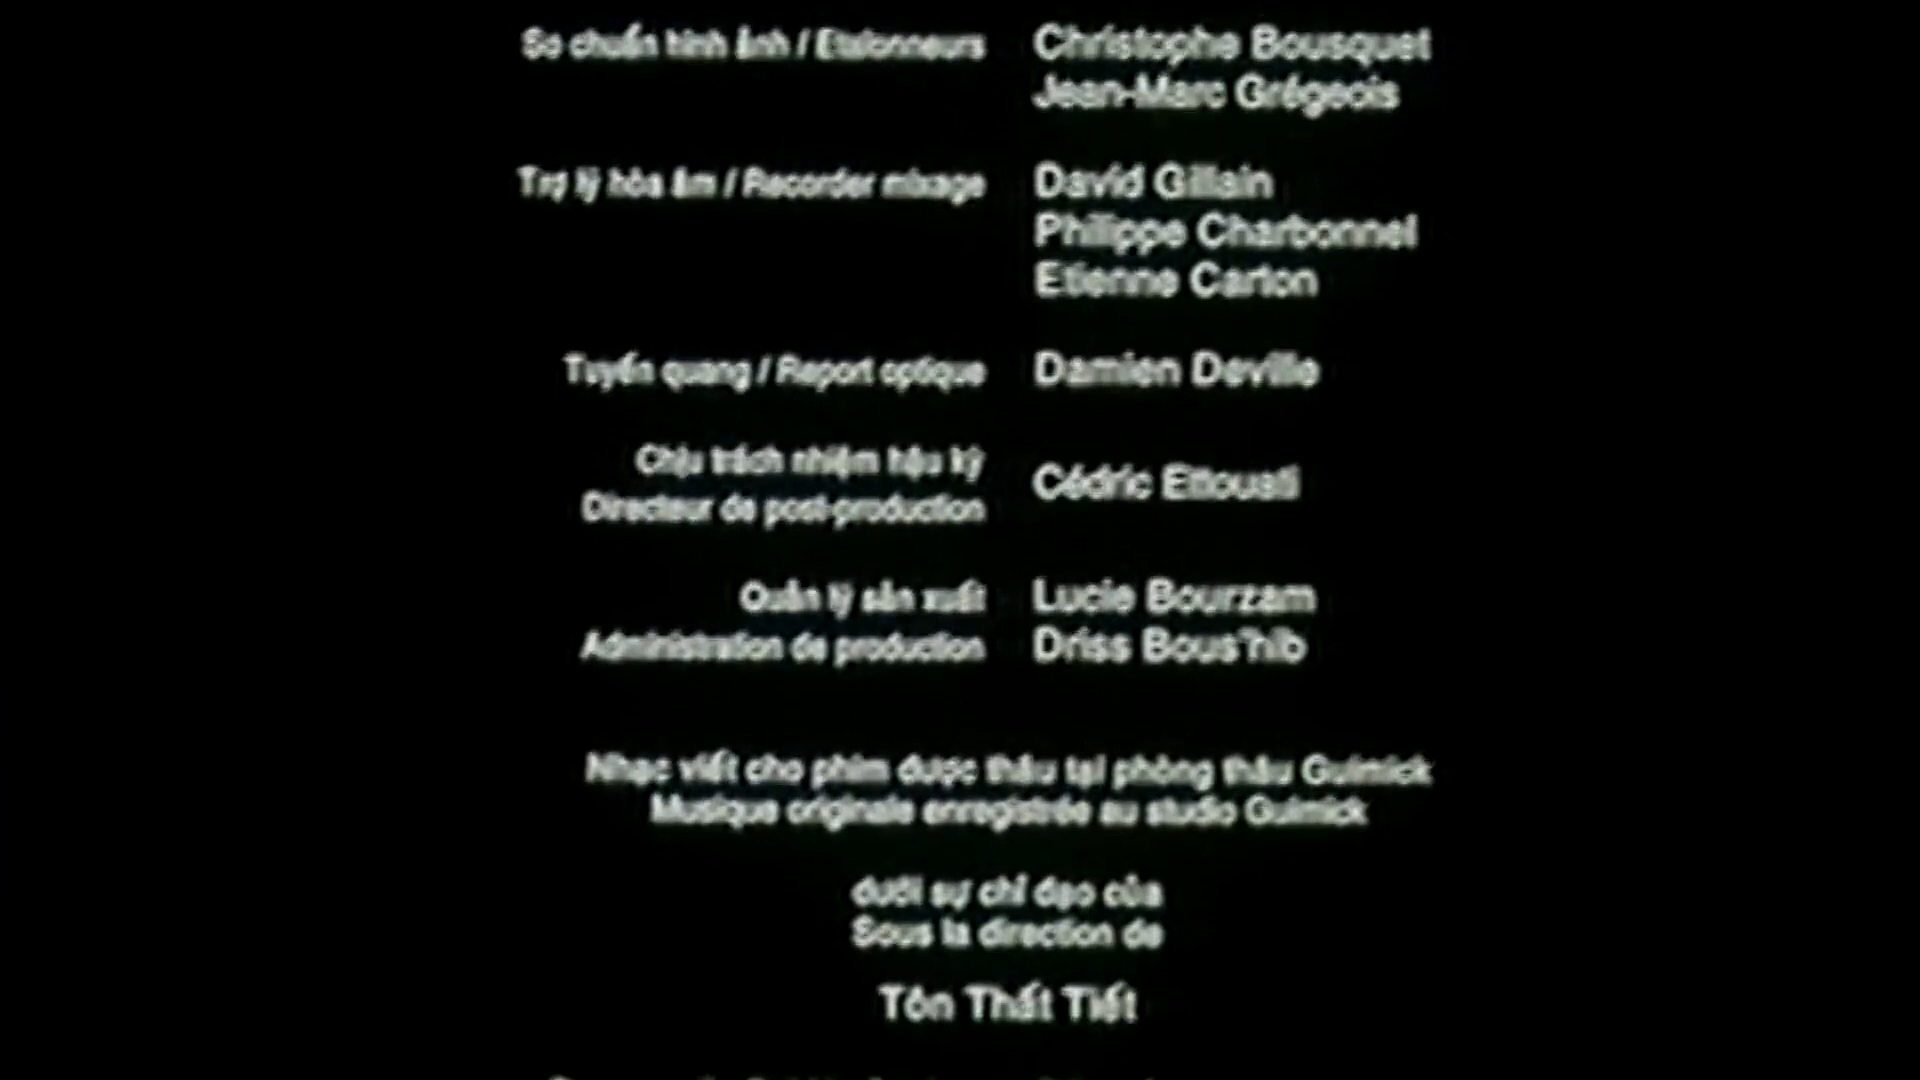 So chuẩn hình ảnh / Etalonneurs Christophe Bousquet
Jean-Marc Grégeois
Trợ lý hòa âm / Recorder mixage David Gillain
Philippe Charbonnel
Etienne Carton
Tuyển quang / Report optique Damien Deville
Chịu trách nhiệm hậu kỳ
Directeur de post-production
Cédric Ettouati
Quản lý sản xuất Lucie Bourzam
Administration de production Driss Bous'hib
Nhạc viết cho phim được thâu tại phòng thâu Guimick
Musique originale enregistrée au studio Guimick
dưới sự chỉ đạo của
Sous la direction de
Tôn Thất Tiết